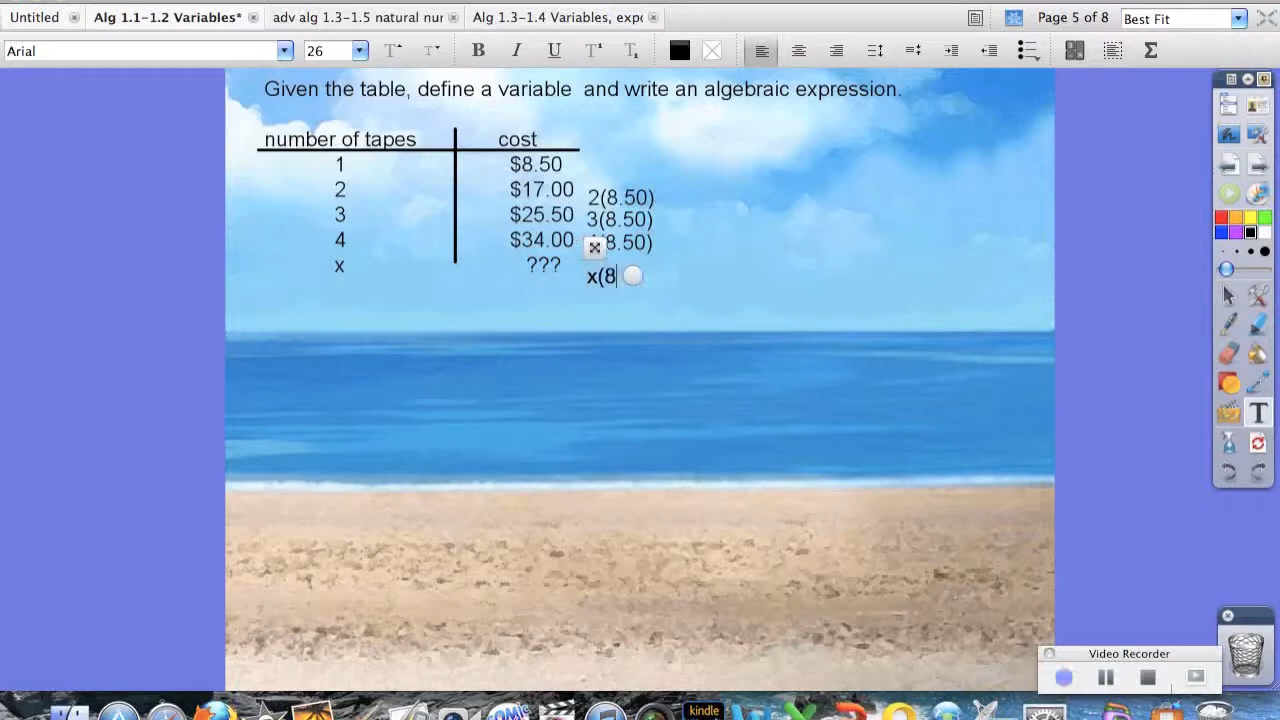 Untitled
Alg 1.1-1.2 Variables*
adv alg 1.3-1.5 natural nur
Alg 1.3-1.4 Variables, expo
Page 5 of 8
Best Fit
Arial
26
B I U T T
Given the table, define a variable and write an algebraic expression.
number of tapes cost
1 $8.50
2 $17.00 2(8.50)
3 $25.50 3(8.50)
4 $34.00 8.50)
x ??? x(8
Video Recorder
kindle
COMIC